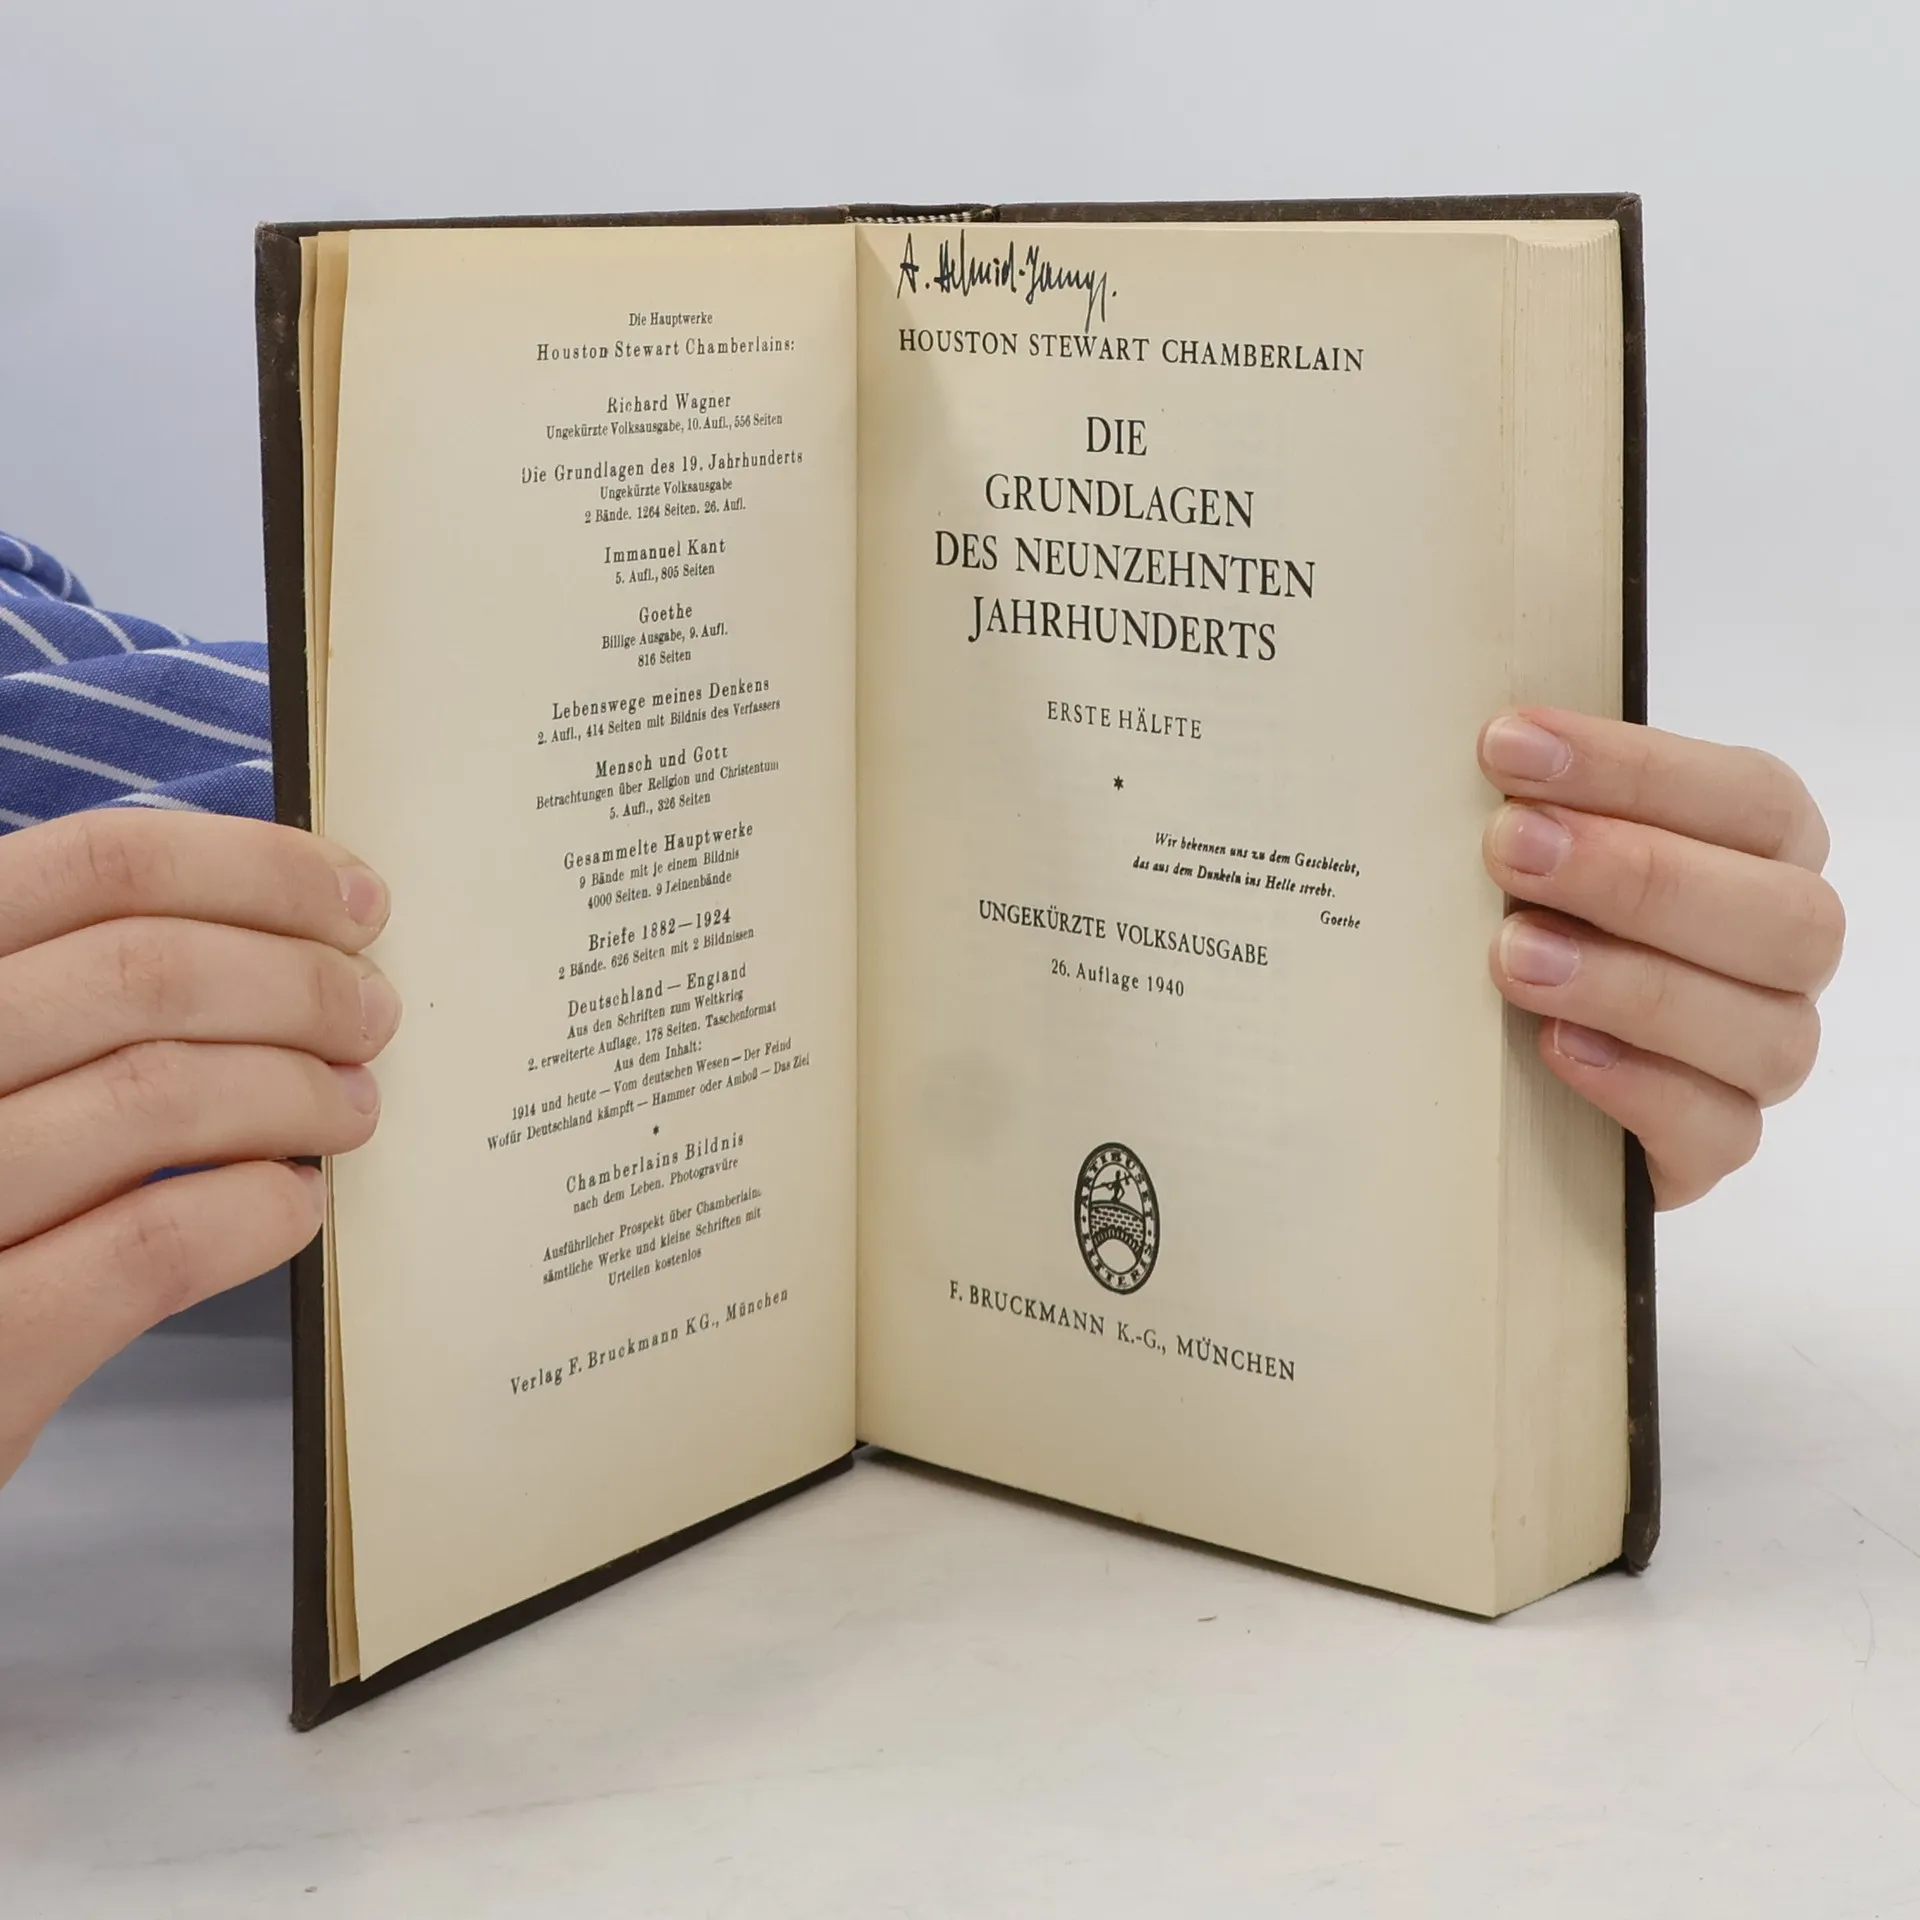 Die Hauptwerke
Houston Stewart Chamberlains:
Richard Wagner
Ungekürzte Volksausgabe, 10. Aufl., 556 Seiten
Die Grundlagen des 19. Jahrhunderts
Ungekürzte Volksausgabe
2 Bände. 1264 Seiten. 26. Aufl.
Immanuel Kant
5. Aufl., 805 Seiten
Goethe
Billige Ausgabe, 9. Aufl.
816 Seiten
Lebenswege meines Denkens
2. Aufl., 414 Seiten mit Bildnis des Verfassers
Mensch und Gott
Betrachtungen über Religion und Christentum
5. Aufl., 326 Seiten
Gesammelte Hauptwerke
9 Bände mit je einem Bildnis
4000 Seiten. 9 Leinenbände
Briefe 1882—1924
2 Bände. 626 Seiten mit 2 Bildnissen
Deutschland — England
Aus den Schriften zum Weltkrieg
2. erweiterte Auflage. 178 Seiten. Taschenformat
Aus dem Inhalt:
1914 und heute — Vom deutschen Wesen — Der Feind
Wofür Deutschland kämpft — Hammer oder Amboß — Das Ziel
*
Chamberlains Bildnis
nach dem Leben. Photogravüre
Ausführlicher Prospekt über Chamberlains
sämtliche Werke und kleine Schriften mit
Urteilen kostenlos
Verlag F. Bruckmann KG., München
A.
HOUSTON STEWART CHAMBERLAIN
DIE
GRUNDLAGEN
DES NEUNZEHNTEN
JAHRHUNDERTS
ERSTE HÄLFTE
*
Wir bekennen uns zu dem Geschlecht,
das aus dem Dunkeln ins Helle strebt.
Goethe
UNGEKÜRZTE VOLKSAUSGABE
26. Auflage 1940
ARTIBUS ET LITTERIS
F. BRUCKMANN K.-G., MÜNCHEN